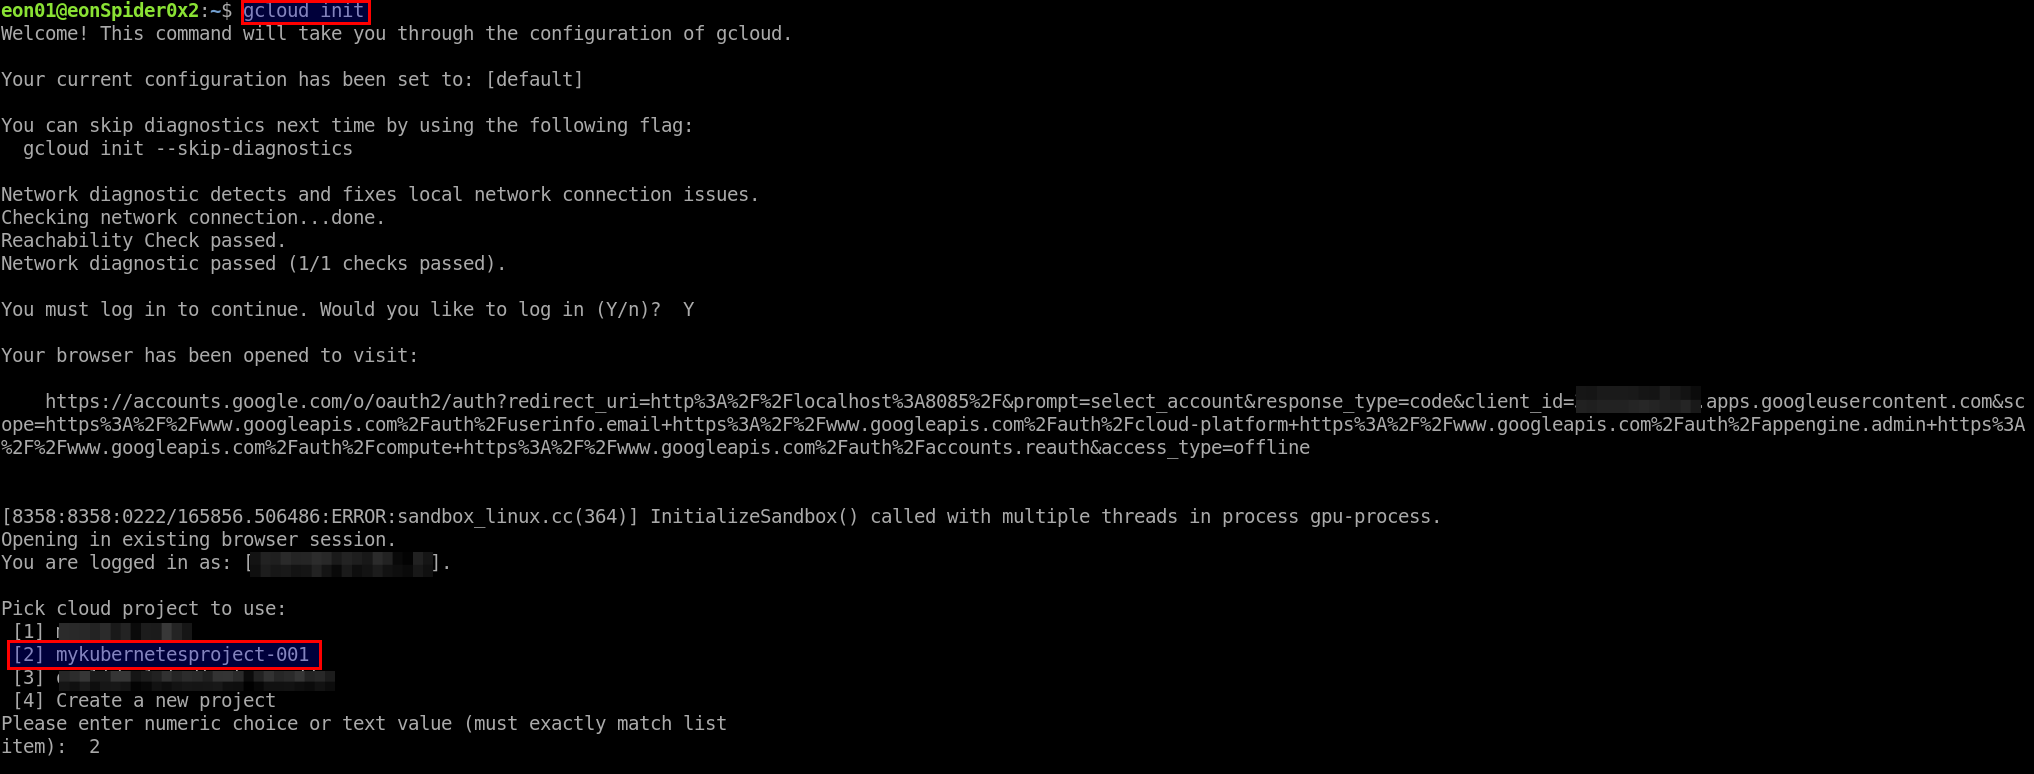 eon01@eonSpider0x2:~$ gcloud init
Welcome! This command will take you through the configuration of gcloud.
Your current configuration has been set to: [default]
You can skip diagnostics next time by using the following flag:
gcloud init --skip-diagnostics
Network diagnostic detects and fixes local network connection issues.
Checking network connection...done.
Reachability Check passed.
Network diagnostic passed (1/1 checks passed).
You must log in to continue. Would you like to log in (Y/n)?  Y
Your browser has been opened to visit:
https://accounts.google.com/o/oauth2/auth?redirect_uri=http%3A%2F%2Flocalhost%3A8085%2F&prompt=select_account&response_type=code&client_id= .apps.googleusercontent.com&sc
ope=https%3A%2F%2Fwww.googleapis.com%2Fauth%2Fuserinfo.email+https%3A%2F%2Fwww.googleapis.com%2Fauth%2Fcloud-platform+https%3A%2F%2Fwww.googleapis.com%2Fauth%2Fappengine.admin+https%3A
%2F%2Fwww.googleapis.com%2Fauth%2Fcompute+https%3A%2F%2Fwww.googleapis.com%2Fauth%2Faccounts.reauth&access_type=offline
[8358:8358:0222/165856.506486:ERROR:sandbox_linux.cc(364)] InitializeSandbox() called with multiple threads in process gpu-process.
Opening in existing browser session.
You are logged in as: [ ].
Pick cloud project to use:
[1]
[2] mykubernetesproject-001
[3]
[4] Create a new project
Please enter numeric choice or text value (must exactly match list
item):  2